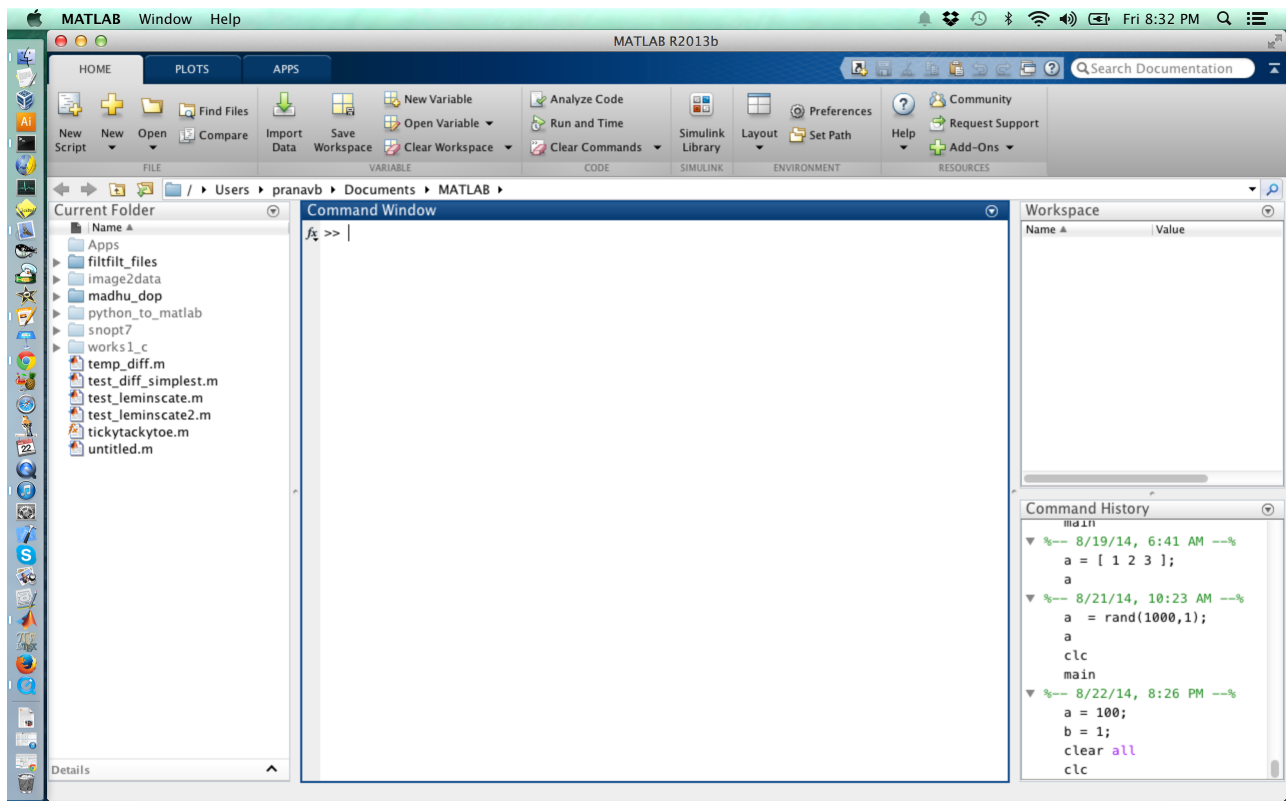 MATLAB Window Help
Fri 8:32 PM
MATLAB R2013b
HOME PLOTS APPS
Search Documentation
New Script
New
Open
Find Files
Compare
FILE
Import Data
Save Workspace
New Variable
Open Variable
Clear Workspace
VARIABLE
Analyze Code
Run and Time
Clear Commands
CODE
Simulink Library
SIMULINK
Layout
Preferences
Set Path
ENVIRONMENT
Help
Community
Request Support
Add-Ons
RESOURCES
/ Users pranavb Documents MATLAB
Current Folder
Name
Apps
filtfilt_files
image2data
madhu_dop
python_to_matlab
snopt7
works1_c
temp_diff.m
test_diff_simplest.m
test_leminscate.m
test_leminscate2.m
tickytackytoe.m
untitled.m
Details
Command Window
fx >>
Workspace
Name Value
Command History
main
%-- 8/19/14, 6:41 AM --%
a = [ 1 2 3 ];
a
%-- 8/21/14, 10:23 AM --%
a  = rand(1000,1);
a
clc
main
%-- 8/22/14, 8:26 PM --%
a = 100;
b = 1;
clear all
clc
Ai
22
S